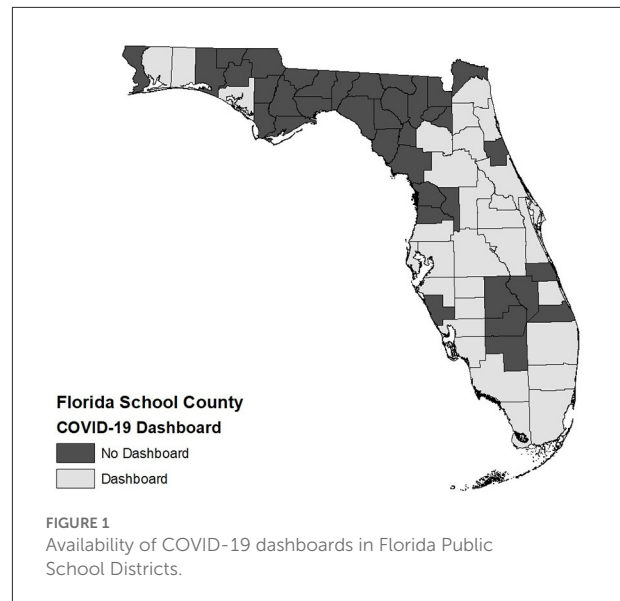 Florida School County
COVID-19 Dashboard
No Dashboard
Dashboard
FIGURE 1
Availability of COVID-19 dashboards in Florida Public
School Districts.